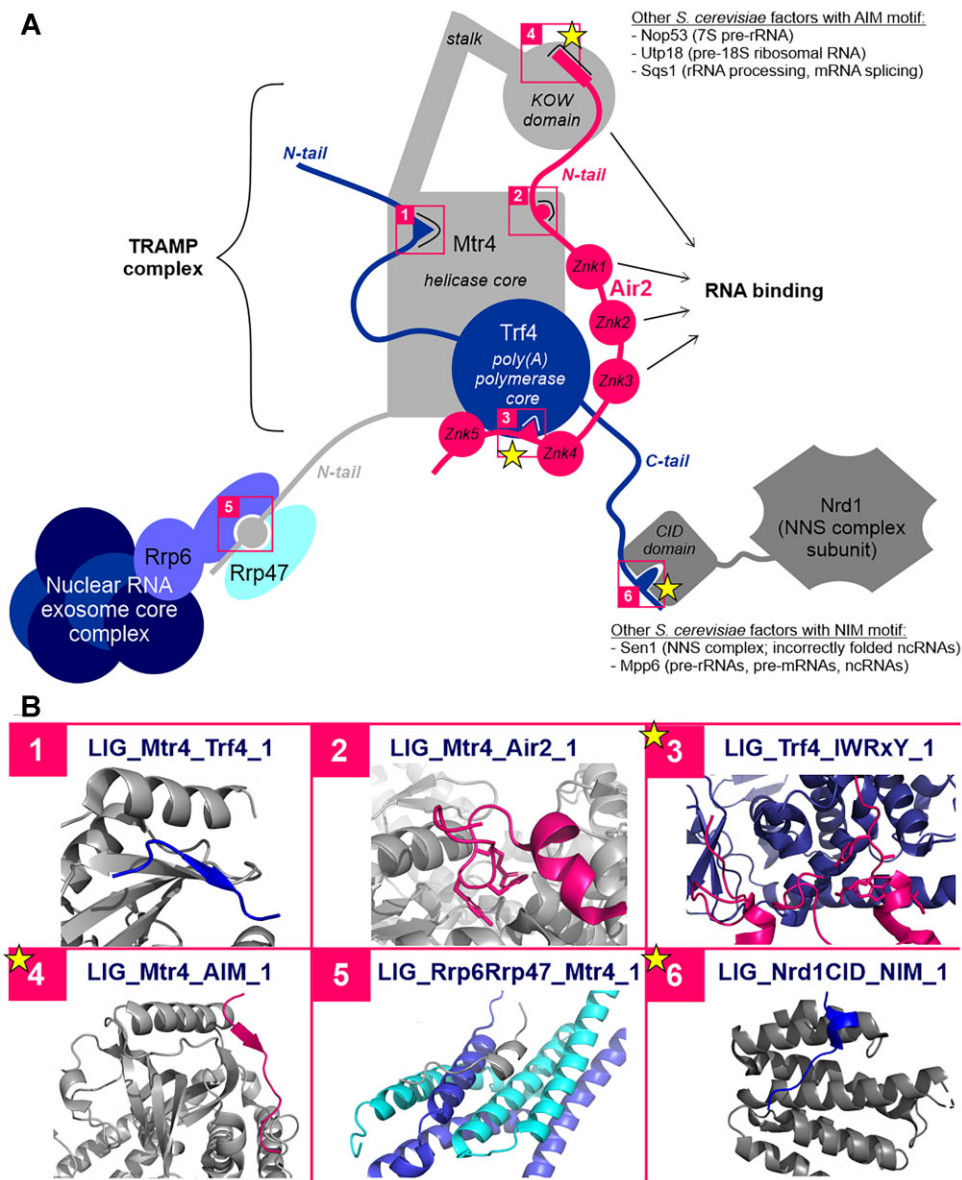 A
Other S. cerevisiae factors with AIM motif:
- Nop53 (7S pre-rRNA)
- Utp18 (pre-18S ribosomal RNA)
- Sqs1 (rRNA processing, mRNA splicing)
4
stalk
KOW
domain
N-tail
N-tail
2
1
Mtr4
TRAMP
complex
helicase core
Znk1
Air2
RNA binding
Znk2
Trf4
poly(A)
polymerase
core
Znk3
3
Znk5
Znk4
N-tail
C-tail
5
Nrd1
(NNS complex
subunit)
CID
domain
Rrp6
Rrp47
Nuclear RNA
exosome core
complex
6
Other S. cerevisiae factors with NIM motif:
- Sen1 (NNS complex; incorrectly folded ncRNAs)
- Mpp6 (pre-rRNAs, pre-mRNAs, ncRNAs)
B
1
LIG_Mtr4_Trf4_1
2
LIG_Mtr4_Air2_1
3
LIG_Trf4_IWRxY_1
4
LIG_Mtr4_AIM_1
5
LIG_Rrp6Rrp47_Mtr4_1
6
LIG_Nrd1CID_NIM_1